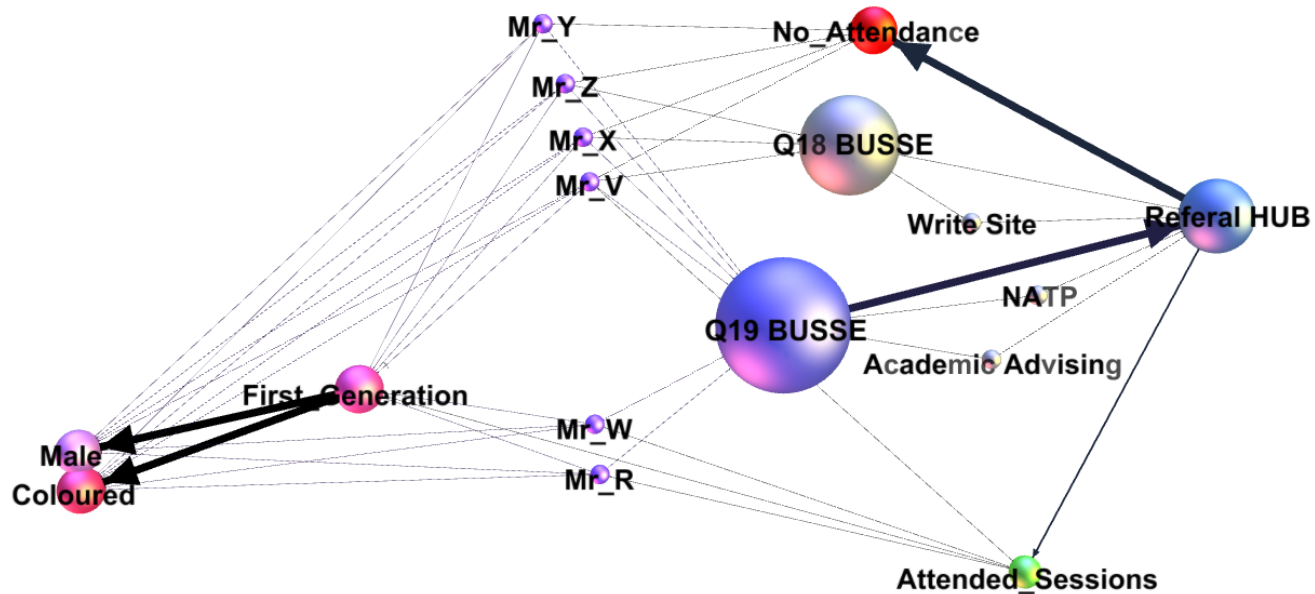 Mr_Y
No_Attendance
Mr_Z
Mr_X
Q18 BUSSE
Mr_V
Write Site
Referal HUB
NATP
Q19 BUSSE
Academic Advising
First_Generation
Mr_W
Male
Mr_R
Coloured
Attended_Sessions